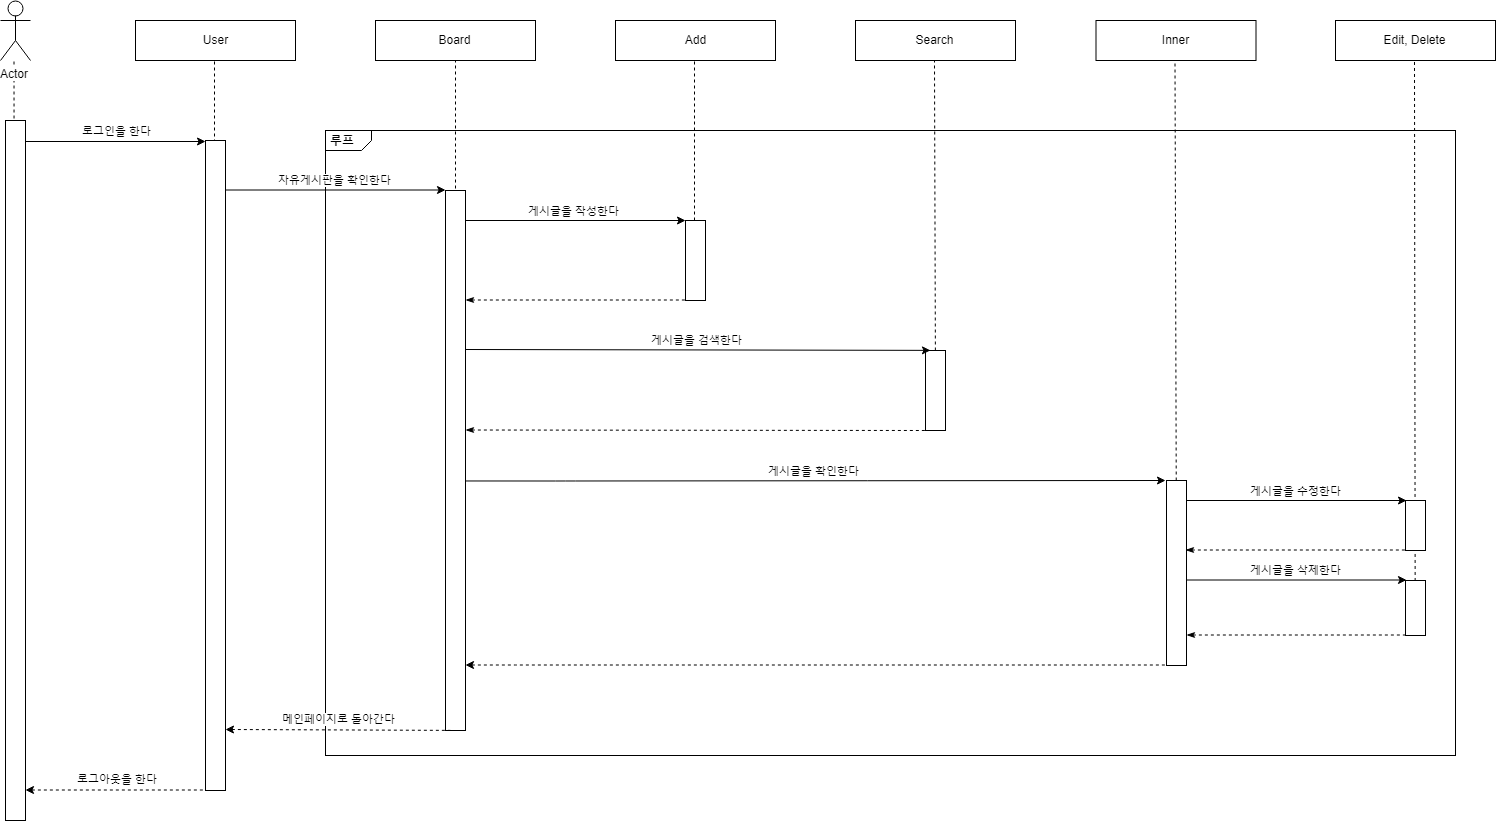 User
Board
Add
Search
Inner
Edit, Delete
Actor
로그인을 한다
루프
자유게시판을 확인한다
게시글을 작성한다
게시글을 검색한다
게시글을 확인한다
게시글을 수정한다
게시글을 삭제한다
메인페이지로 돌아간다
로그아웃을 한다